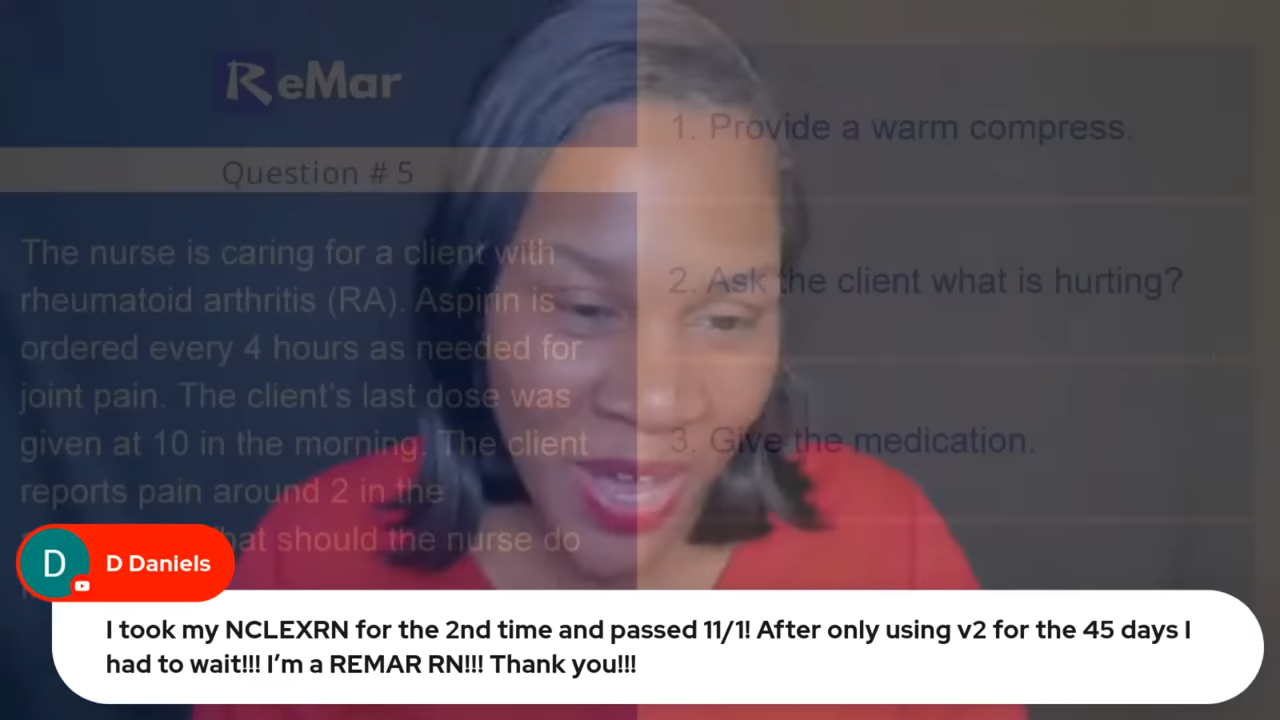 ReMar
Question # 5
The nurse is caring for a client with
rheumatoid arthritis (RA). Aspirin is
ordered every 4 hours as needed for
joint pain. The client's last dose was
given at 10 in the morning. The client
reports pain around 2 in the
should the nurse do
1. Provide a warm compress.
2. Ask the client what is hurting?
3. Give the medication.
D
D Daniels
I took my NCLEXRN for the 2nd time and passed 11/1! After only using v2 for the 45 days I
had to wait!!! I'm a REMAR RN!!! Thank you!!!